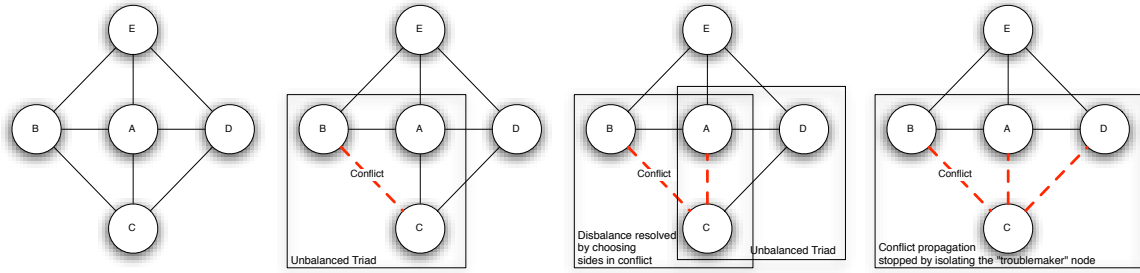 E
B
A
D
C
E
B
A
D
Conflict
C
Unbalanced Triad
E
B
A
D
Conflict
C
Disbalance resolved
by choosing
sides in conflict
Unbalanced Triad
E
B
A
D
Conflict
C
Conflict propagation
stopped by isolating the "troublemaker" node